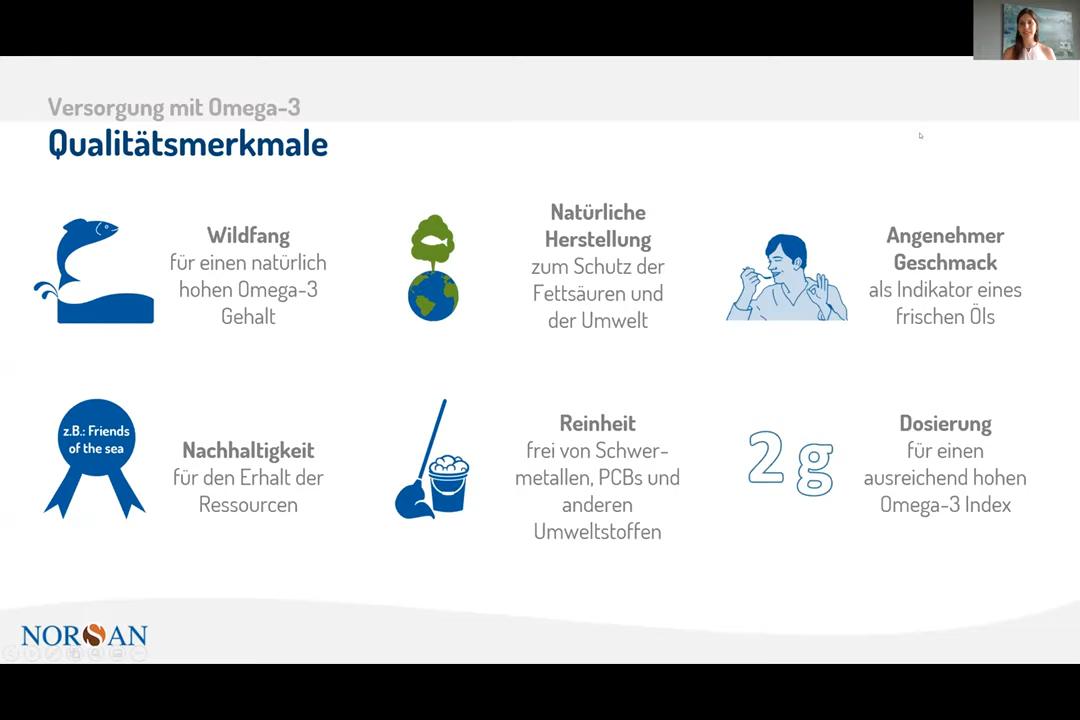 Versorgung mit Omega-3
Qualitätsmerkmale
Wildfang
für einen natürlich
hohen Omega-3
Gehalt
Natürliche
Herstellung
zum Schutz der
Fettsäuren und
der Umwelt
Angenehmer
Geschmack
als Indikator eines
frischen Öls
z.B.: Friends
of the sea
Nachhaltigkeit
für den Erhalt der
Ressourcen
Reinheit
frei von Schwer-
metallen, PCBs und
anderen
Umweltstoffen
2 g
Dosierung
für einen
ausreichend hohen
Omega-3 Index
NORSAN